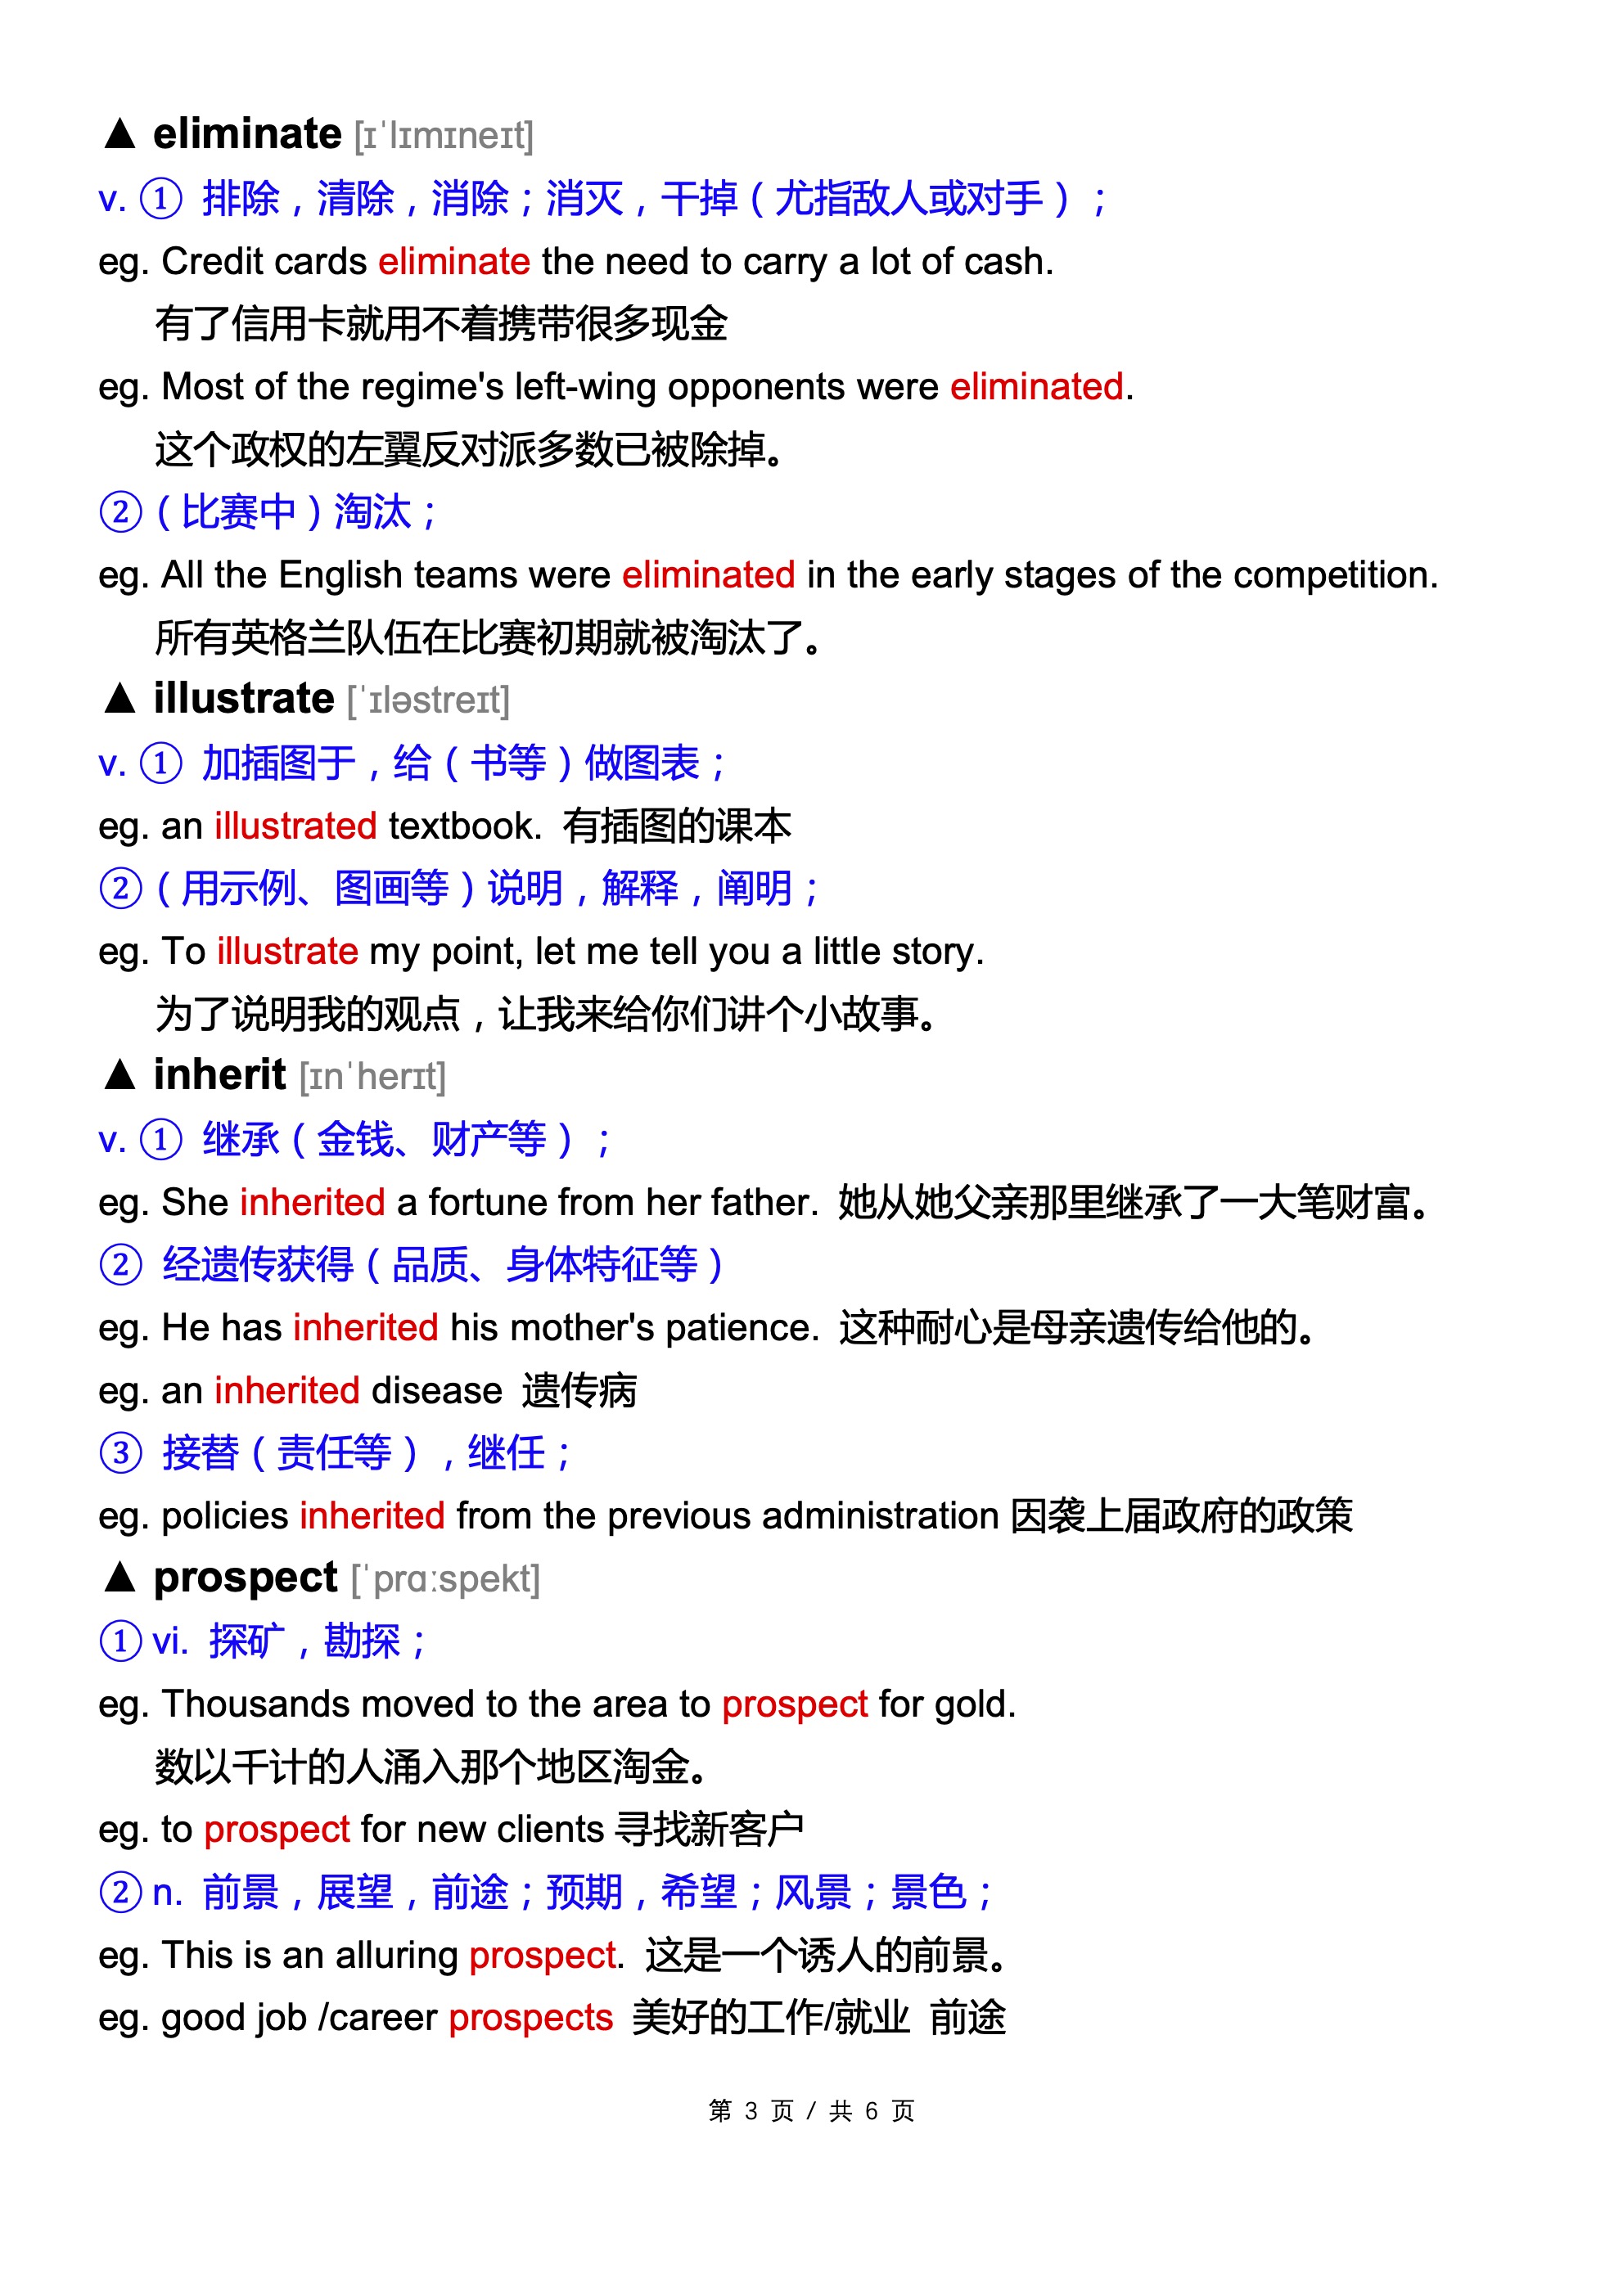 ▲ eliminate [ɪˈlɪmɪneɪt]
v. ① 排除，清除，消除；消灭，干掉（尤指敌人或对手）；
eg. Credit cards eliminate the need to carry a lot of cash.
有了信用卡就用不着携带很多现金
eg. Most of the regime's left-wing opponents were eliminated.
这个政权的左翼反对派多数已被除掉。
②（比赛中）淘汰；
eg. All the English teams were eliminated in the early stages of the competition.
所有英格兰队伍在比赛初期就被淘汰了。
▲ illustrate [ˈɪləstreɪt]
v. ① 加插图于，给（书等）做图表；
eg. an illustrated textbook. 有插图的课本
②（用示例、图画等）说明，解释，阐明；
eg. To illustrate my point, let me tell you a little story.
为了说明我的观点，让我来给你们讲个小故事。
▲ inherit [ɪnˈherɪt]
v. ① 继承（金钱、财产等）；
eg. She inherited a fortune from her father. 她从她父亲那里继承了一大笔财富。
② 经遗传获得（品质、身体特征等）
eg. He has inherited his mother's patience. 这种耐心是母亲遗传给他的。
eg. an inherited disease 遗传病
③ 接替（责任等），继任；
eg. policies inherited from the previous administration 因袭上届政府的政策
▲ prospect [ˈprɑːspekt]
① vi. 探矿，勘探；
eg. Thousands moved to the area to prospect for gold.
数以千计的人涌入那个地区淘金。
eg. to prospect for new clients 寻找新客户
② n. 前景，展望，前途；预期，希望；风景；景色；
eg. This is an alluring prospect. 这是一个诱人的前景。
eg. good job /career prospects 美好的工作/就业 前途
第 3 页 / 共 6 页